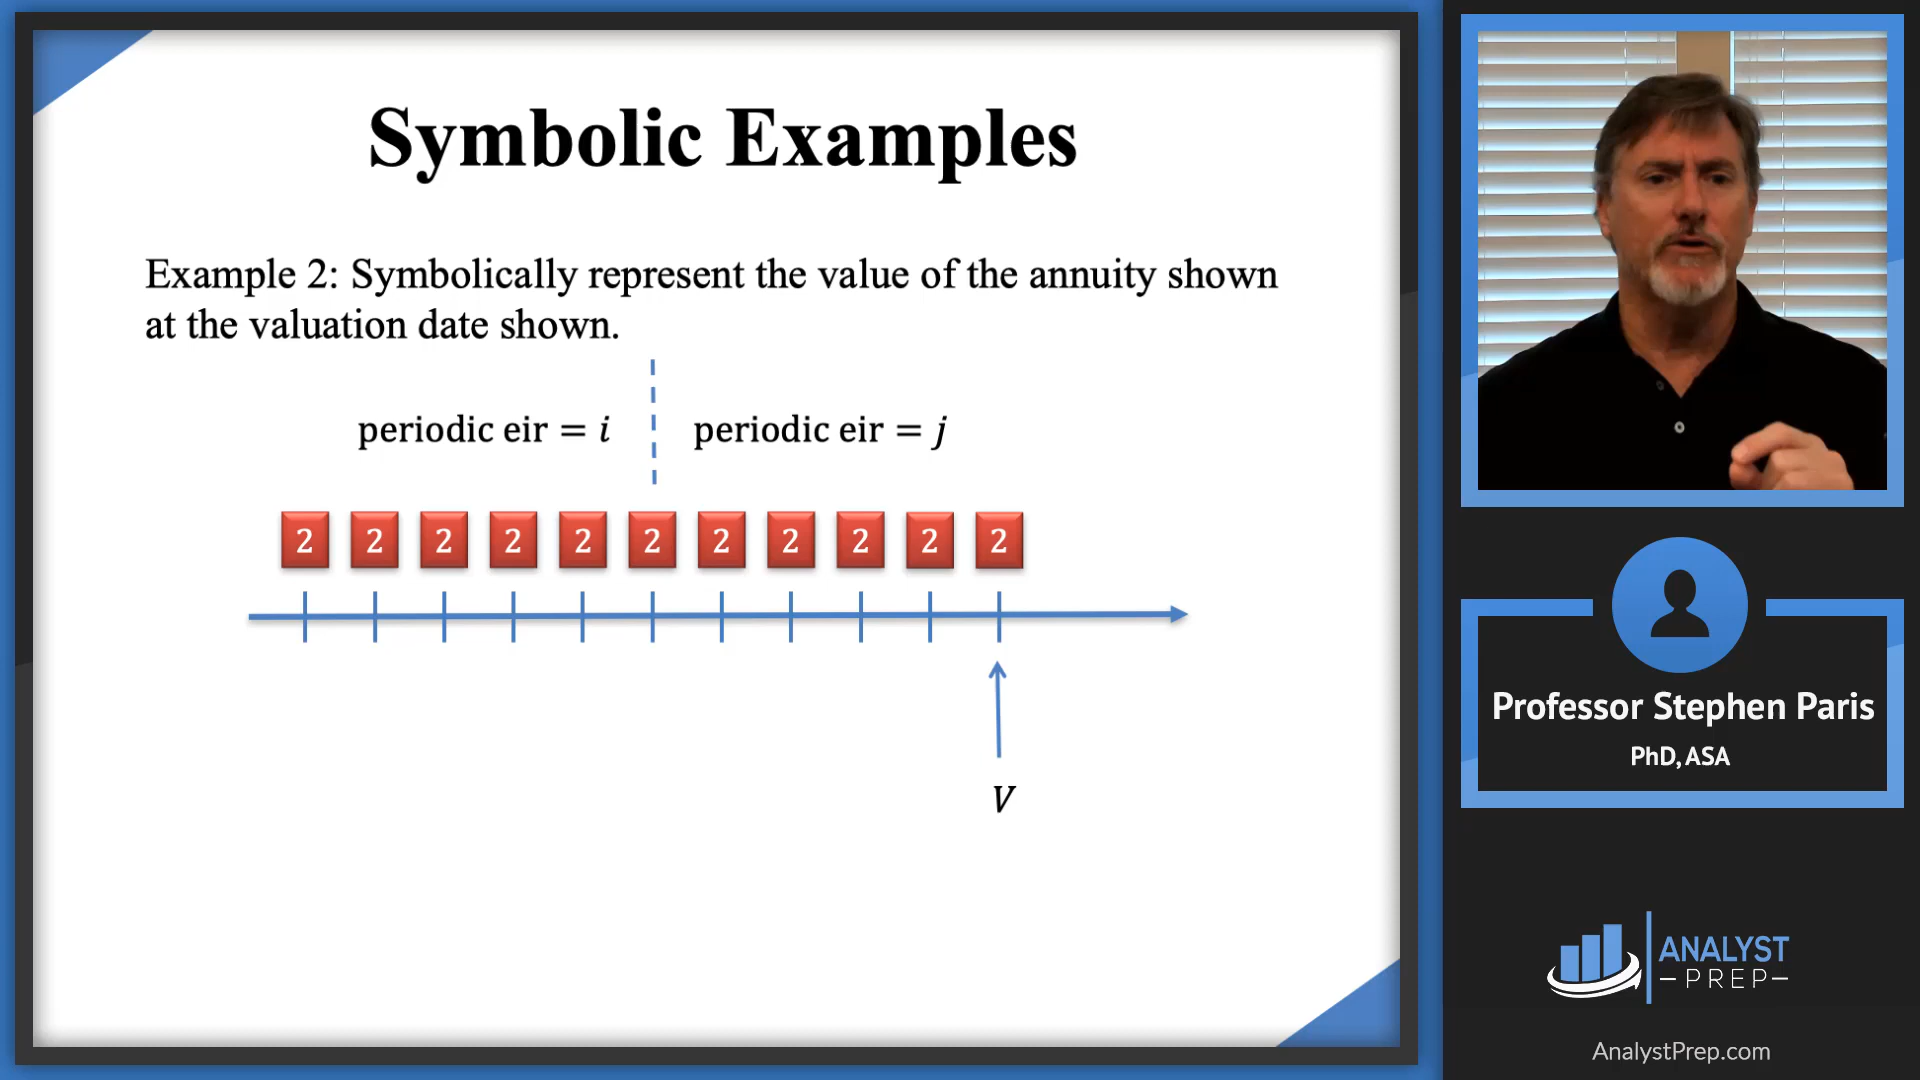 Symbolic Examples
Example 2: Symbolically represent the value of the annuity shown
at the valuation date shown.
periodic eir = i periodic eir = j
2 2 2 2 2 2 2 2 2 2 2
V
Professor Stephen Paris
PhD, ASA
ANALYST
PREP
AnalystPrep.com